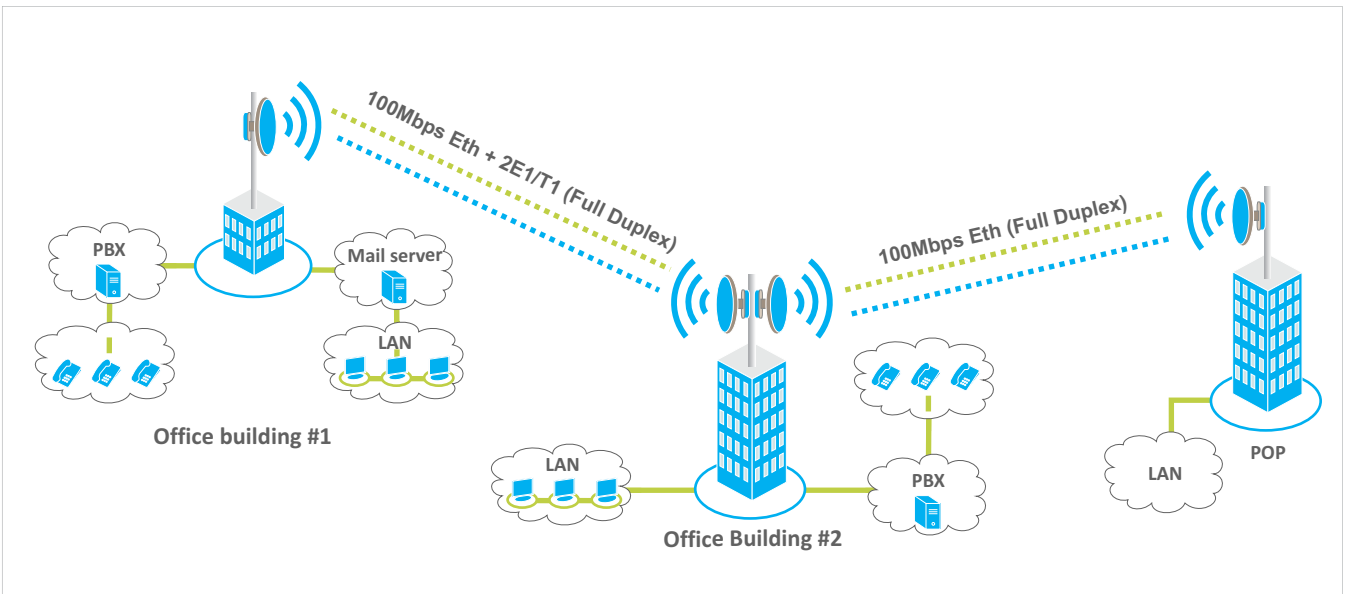 100Mbps Eth + 2E1/T1 (Full Duplex)
100Mbps Eth (Full Duplex)
PBX
Mail server
LAN
Office building #1
LAN
PBX
Office Building #2
LAN
POP